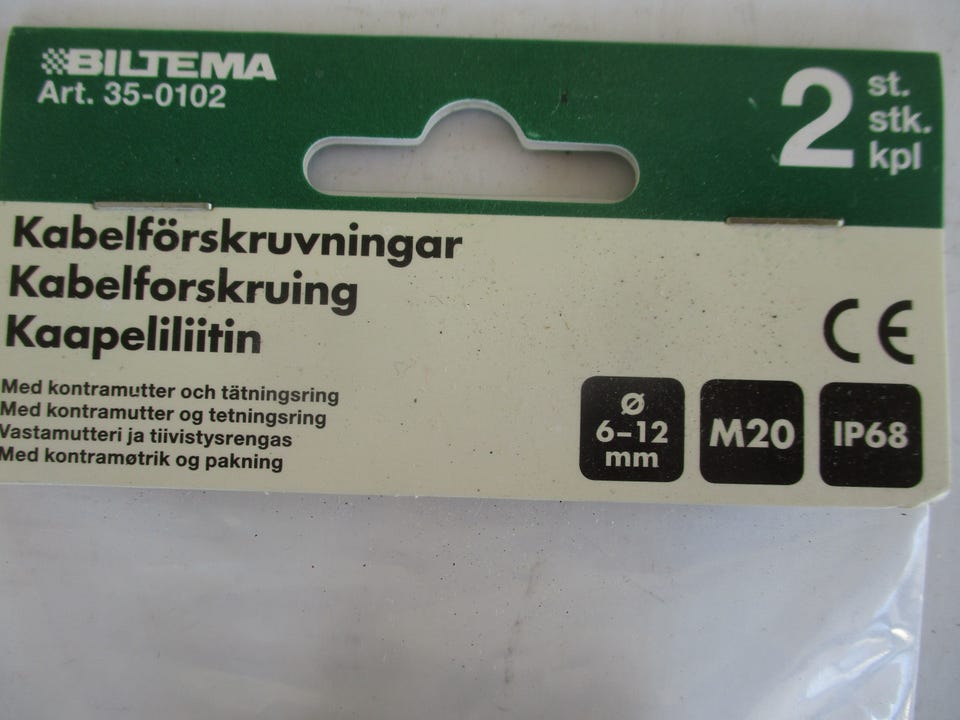 BILTEMA
Art. 35-0102
2 st.
stk.
kpl
Kabelförskruvningar
Kabelforskruing
Kaapeliliitin
Med kontramutter och tätningsring
Med kontramutter og tetningsring
Vastamutteri ja tiivistysrengas
Med kontramøtrik og pakning
CE
Ø
6–12
mm
M20
IP68